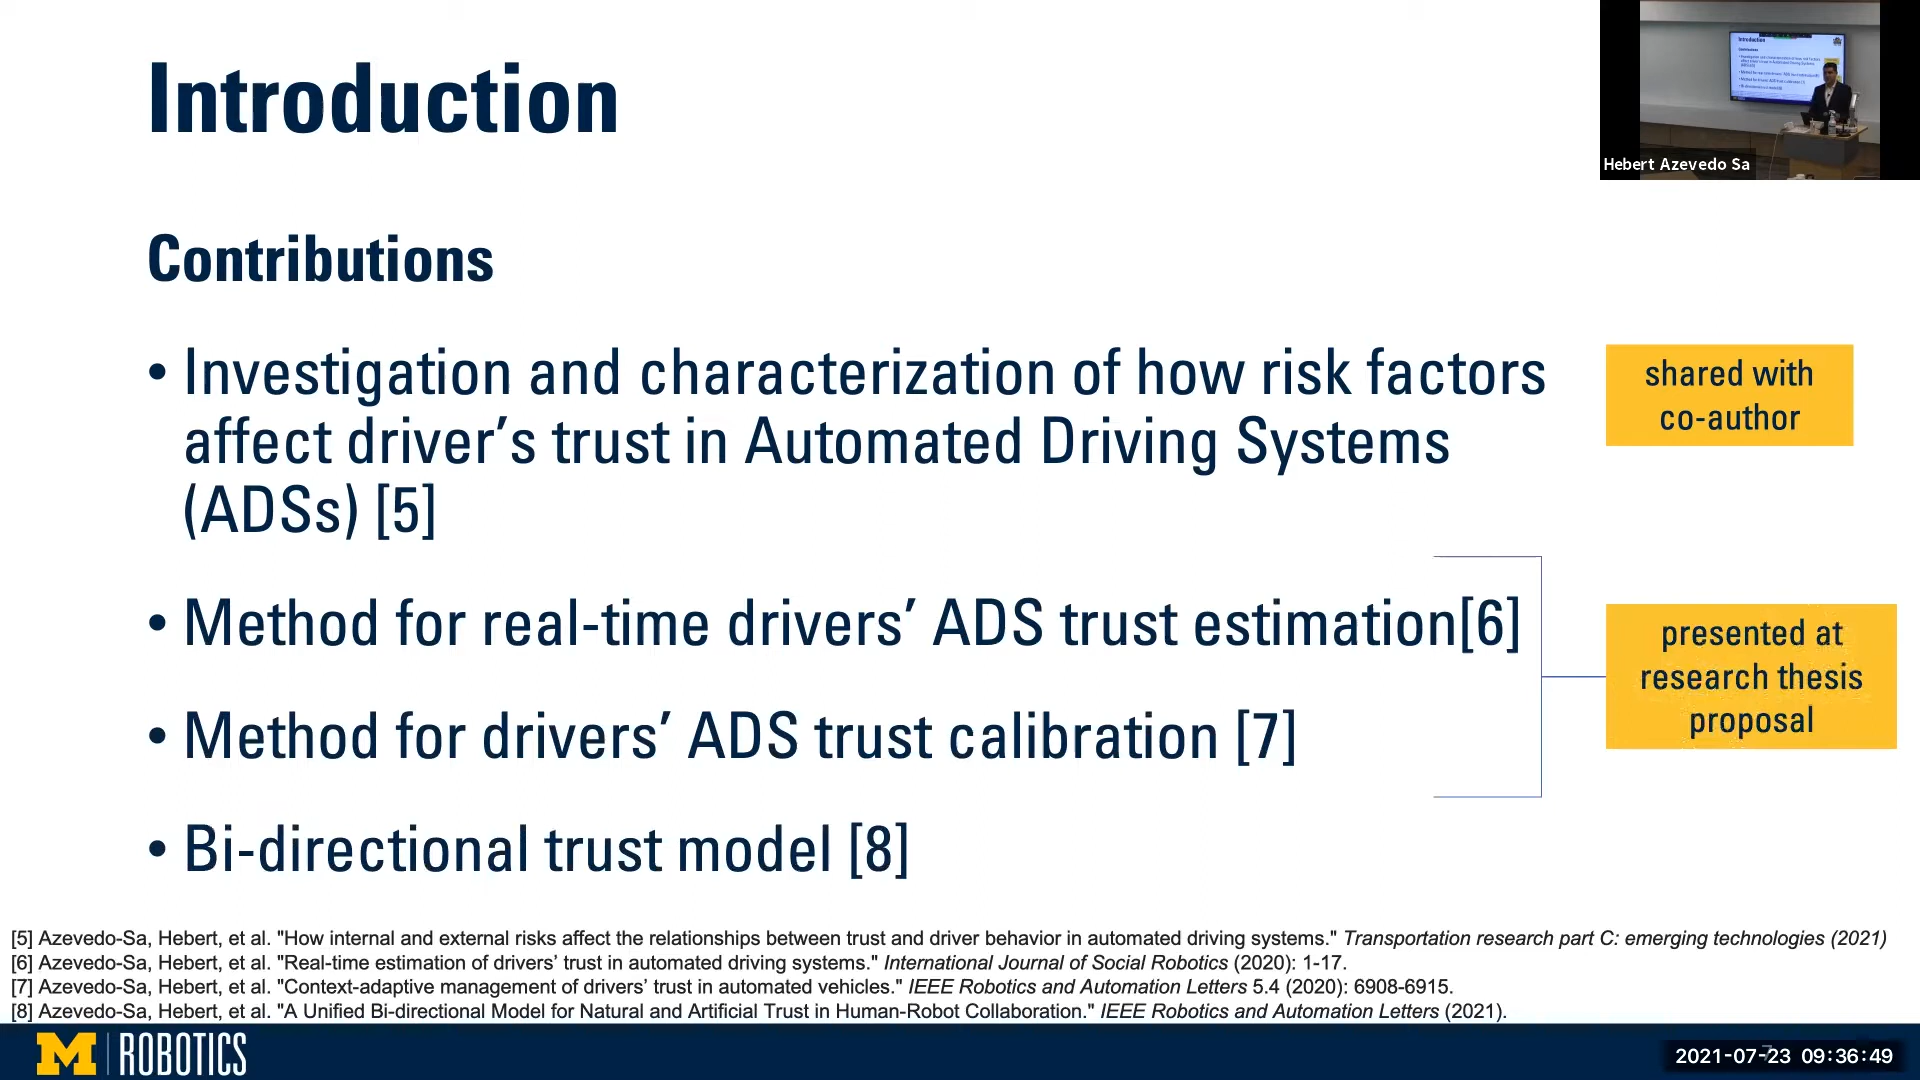 Introduction
Hebert Azevedo Sa
Contributions
• Investigation and characterization of how risk factors
affect driver’s trust in Automated Driving Systems
(ADSs) [5]
shared with
co-author
• Method for real-time drivers’ ADS trust estimation[6]
• Method for drivers’ ADS trust calibration [7]
presented at
research thesis
proposal
• Bi-directional trust model [8]
[5] Azevedo-Sa, Hebert, et al. "How internal and external risks affect the relationships between trust and driver behavior in automated driving systems." Transportation research part C: emerging technologies (2021)
[6] Azevedo-Sa, Hebert, et al. "Real-time estimation of drivers’ trust in automated driving systems." International Journal of Social Robotics (2020): 1-17.
[7] Azevedo-Sa, Hebert, et al. "Context-adaptive management of drivers’ trust in automated vehicles." IEEE Robotics and Automation Letters 5.4 (2020): 6908-6915.
[8] Azevedo-Sa, Hebert, et al. "A Unified Bi-directional Model for Natural and Artificial Trust in Human-Robot Collaboration." IEEE Robotics and Automation Letters (2021).
M ROBOTICS
2021-07-23 09:36:49